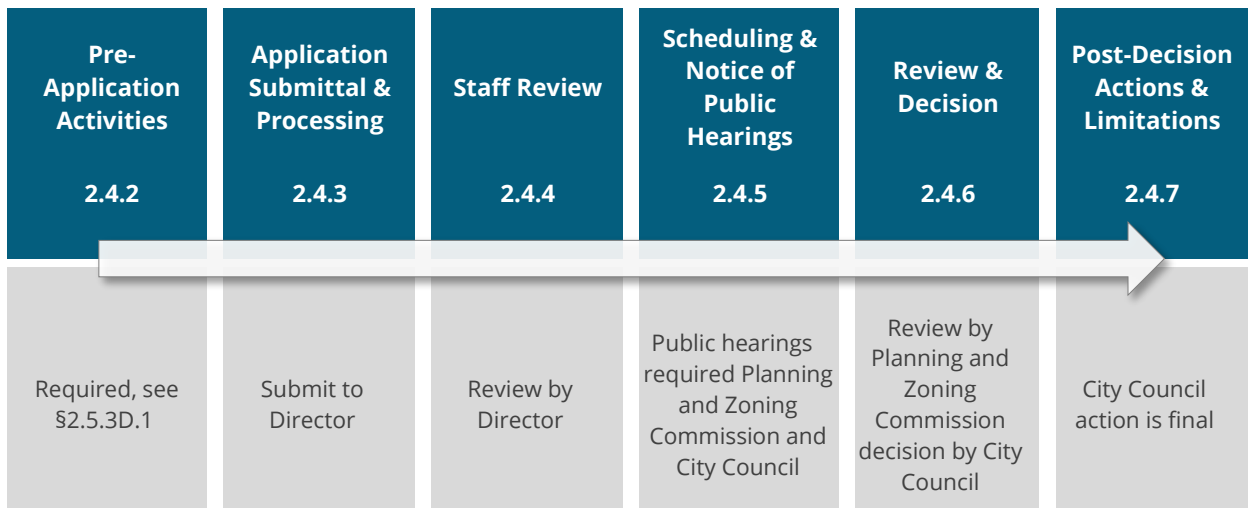 Pre-
Application
Activities
2.4.2
Application
Submittal &
Processing
2.4.3
Staff Review
2.4.4
Scheduling &
Notice of
Public
Hearings
2.4.5
Review &
Decision
2.4.6
Post-Decision
Actions &
Limitations
2.4.7
Required, see
§2.5.3D.1
Submit to
Director
Review by
Director
Public hearings
required Planning
and Zoning
Commission and
City Council
Review by
Planning and
Zoning
Commission
decision by City
Council
City Council
action is final